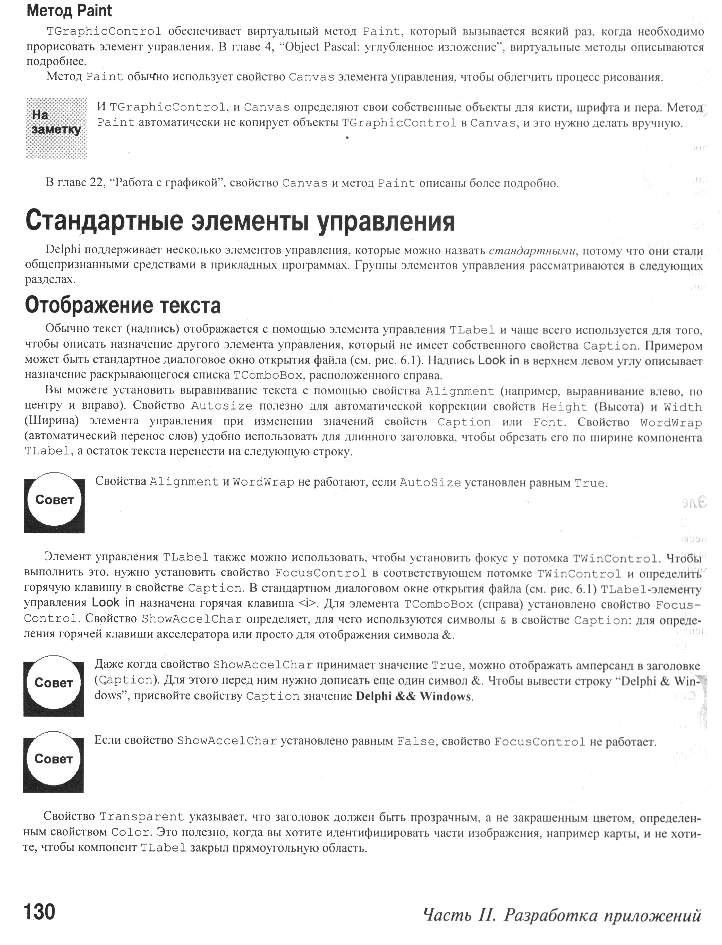 Метод Paint
TGraphicControl обеспечивает виртуальный метод Paint, который вызывается всякий раз, когда необходимо
прорисовать элемент управления. В главе 4, "Object Pascal: углубленное изложение", виртуальные методы описываются
подробнее.
Метод Paint обычно использует свойство Canvas элемента управления, чтобы облегчить процесс рисования.
На
заметку
И TGraphicControl, и Canvas определяют свои собственные объекты для кисти, шрифта и пера. Метод
Paint автоматически не копирует объекты TGraphicControl в Canvas, и это нужно делать вручную.
В главе 22, "Работа с графикой", свойство Canvas и метод Paint описаны более подробно.
Стандартные элементы управления
Delphi поддерживает несколько элементов управления, которые можно назвать стандартными, потому что они стали
общепризнанными средствами в прикладных программах. Группы элементов управления рассматриваются в следующих
разделах.
Отображение текста
Обычно текст (надпись) отображается с помощью элемента управления TLabel и чаще всего используется для того,
чтобы описать назначение другого элемента управления, который не имеет собственного свойства Caption. Примером
может быть стандартное диалоговое окно открытия файла (см. рис. 6.1). Надпись Look in в верхнем левом углу описывает
назначение раскрывающегося списка TComboBox, расположенного справа.
Вы можете установить выравнивание текста с помощью свойства Alignment (например, выравнивание влево, по
центру и вправо). Свойство Autosize полезно для автоматической коррекции свойств Height (Высота) и Width
(Ширина) элемента управления при изменении значений свойств Caption или Font. Свойство WordWrap
(автоматический перенос слов) удобно использовать для длинного заголовка, чтобы обрезать его по ширине компонента
TLabel, а остаток текста перенести на следующую строку.
Совет
Свойства Alignment и WordWrap не работают, если AutoSize установлен равным True.
Элемент управления TLabel также можно использовать, чтобы установить фокус у потомка TWinControl. Чтобы
выполнить это, нужно установить свойство FocusControl в соответствующем потомке TWinControl и определить
горячую клавишу в свойстве Caption. В стандартном диалоговом окне открытия файла (см. рис. 6.1) TLabel-элементу
управления Look in назначена горячая клавиша <i>. Для элемента TComboBox (справа) установлено свойство Focus-
Control. Свойство ShowAccelChar определяет, для чего используются символы & в свойстве Caption: для опреде-
ления горячей клавиши акселератора или просто для отображения символа &.
Совет
Даже когда свойство ShowAccelChar принимает значение True, можно отображать амперсанд в заголовке
(Caption). Для этого перед ним нужно дописать еще один символ &. Чтобы вывести строку "Delphi & Win-
dows", присвойте свойству Caption значение Delphi && Windows.
Совет
Если свойство ShowAccelChar установлено равным False, свойство FocusControl не работает.
Свойство Transparent указывает, что заголовок должен быть прозрачным, а не закрашенным цветом, определен-
ным свойством Color. Это полезно, когда вы хотите идентифицировать части изображения, например карты, и не хоти-
те, чтобы компонент TLabel закрыл прямоугольную область.
130
Часть II. Разработка приложений